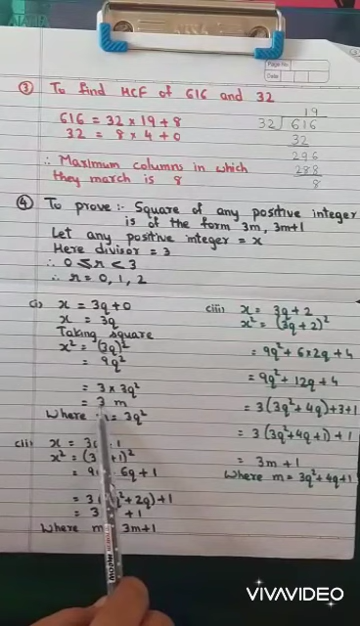 Page No.
Date
③ To find HCF of 616 and 32
616 = 32 × 19 + 8
32 = 8 × 4 + 0
∴ Maximum columns in which
they march is 8
19
32 616
32
296
288
8
④ To prove :- Square of any positive integer
is of the form 3m, 3m+1
Let any positive integer = x
Here divisor = 3
∴ 0 ≤ r < 3
∴ r = 0, 1, 2
(i) x = 3q+0
x = 3q
Taking square
x² = (3q)²
= 9q²
= 3 × 3q²
= 3 m
Where = 3q²
(ii) x = 3 1
x² = (3 1)²
= 9 6q + 1
= 3( q²+2q)+1
= 3 +1
Where m 3m+1
(iii) x = 3q+2
x² = (3q+2)²
= 9q² + 6×2q + 4
= 9q² + 12q + 4
= 3(3q²+4q)+3+1
= 3(3q²+4q+1)+1
= 3m + 1
Where m = 3q²+4q+1
VIVAVIDEO